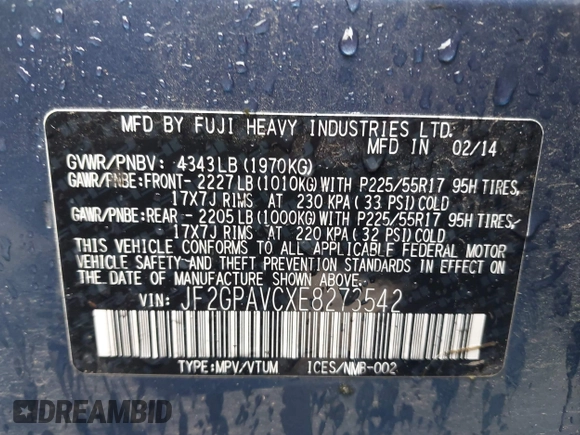 MFD BY FUJI HEAVY INDUSTRIES LTD.
MFD IN 02/14
GVWR/PNBV: 4343LB (1970KG)
GAWR/PNBE:FRONT- 2227LB(1010KG)WITH P225/55R17 95H TIRES,
17X7J RIMS AT 230 KPA (33 PSI)COLD
GAWR/PNBE:REAR - 2205LB(1000KG)WITH P225/55R17 95H TIRES,
17X7J RIMS AT 220 KPA (32 PSI)COLD
THIS VEHICLE CONFORMS TO ALL APPLICABLE FEDERAL MOTOR
VEHICLE SAFETY AND THEFT PREVENTION STANDARDS IN EFFECT
ON THE DATE OF MANUFACTURE SHOWN ABOVE.
VIN: JF2GPAVCXE8273542
TYPE:MPV/VTUM ICES/NMB-002
DREAMBID